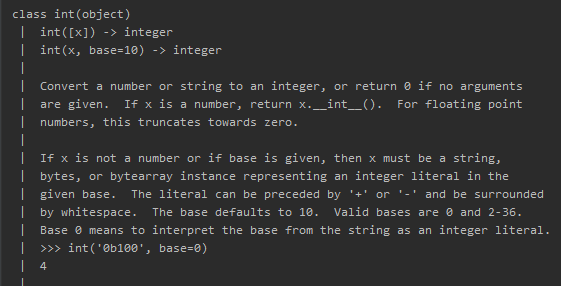 class int(object)
 |  int([x]) -> integer
 |  int(x, base=10) -> integer
 |
 |  Convert a number or string to an integer, or return 0 if no arguments
 |  are given.  If x is a number, return x.__int__().  For floating point
 |  numbers, this truncates towards zero.
 |
 |  If x is not a number or if base is given, then x must be a string,
 |  bytes, or bytearray instance representing an integer literal in the
 |  given base.  The literal can be preceded by '+' or '-' and be surrounded
 |  by whitespace.  The base defaults to 10.  Valid bases are 0 and 2-36.
 |  Base 0 means to interpret the base from the string as an integer literal.
 |  >>> int('0b100', base=0)
 |  4
 |